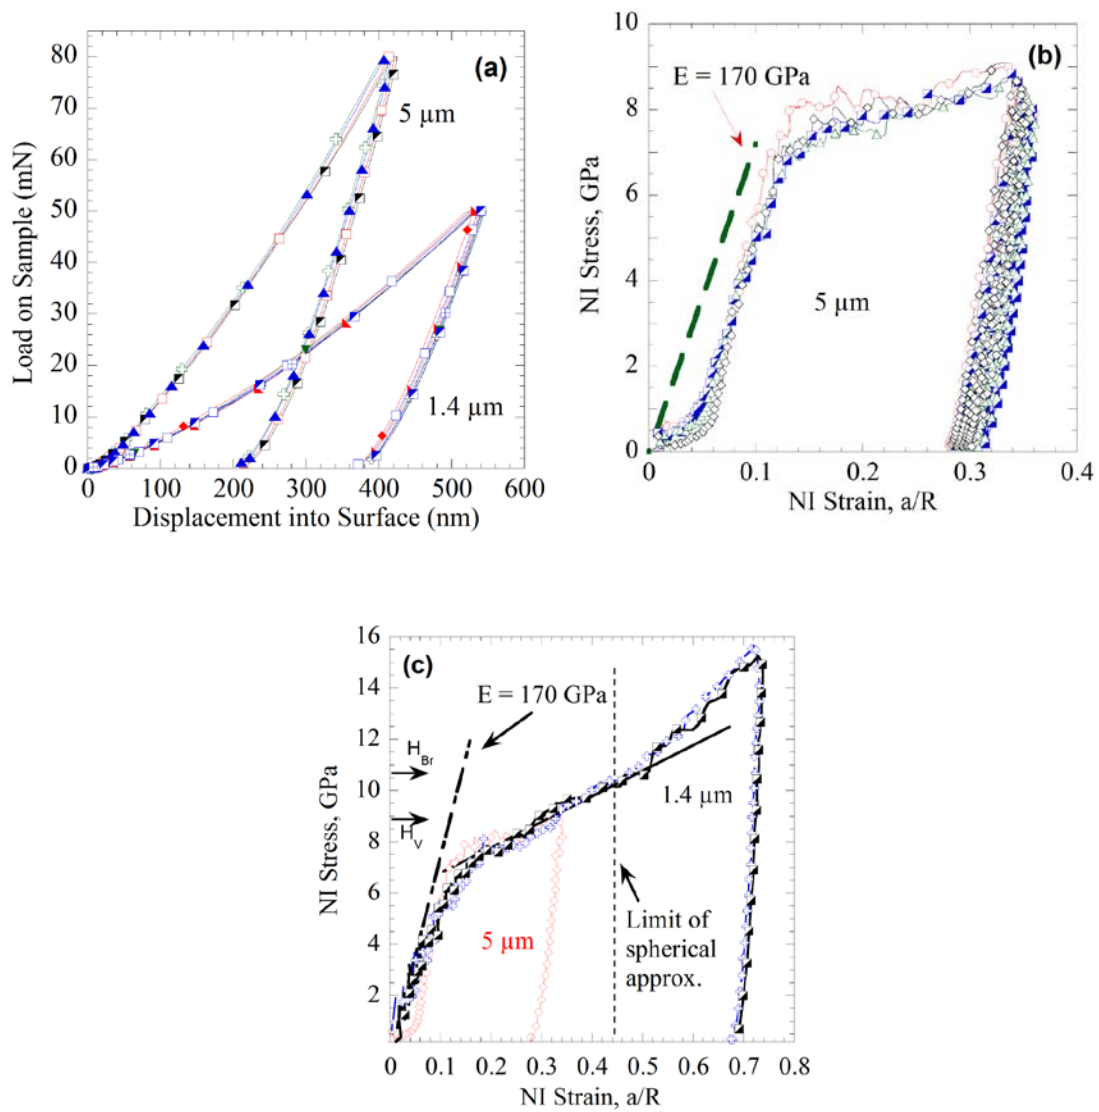 (a)
80
70
60
50
40
30
20
10
0
Load on Sample (mN)
5 µm
1.4 µm
0 100 200 300 400 500 600
Displacement into Surface (nm)
(b)
10
8
6
4
2
0
NI Stress, GPa
E = 170 GPa
5 µm
0 0.1 0.2 0.3 0.4
NI Strain, a/R
(c)
16
14
12
10
8
6
4
2
NI Stress, GPa
E = 170 GPa
H_Br
H_V
1.4 µm
5 µm
Limit of
spherical
approx.
0 0.1 0.2 0.3 0.4 0.5 0.6 0.7 0.8
NI Strain, a/R